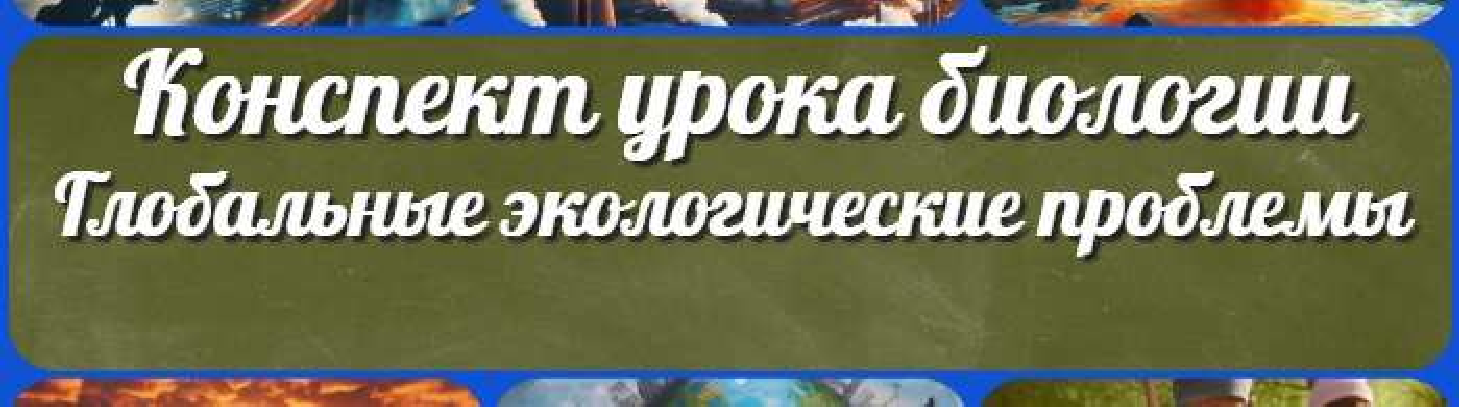 Конспект урока биологии
Глобальные экологические проблемы